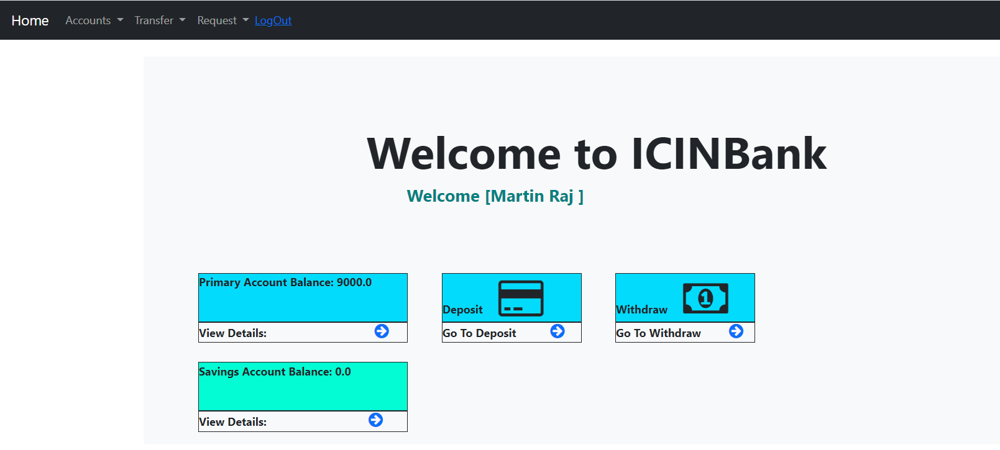 Home Accounts Transfer Request LogOut
Welcome to ICINBank
Welcome [Martin Raj ]
Primary Account Balance: 9000.0
Deposit
1
Withdraw
View Details:
Go To Deposit
Go To Withdraw
Savings Account Balance: 0.0
View Details: